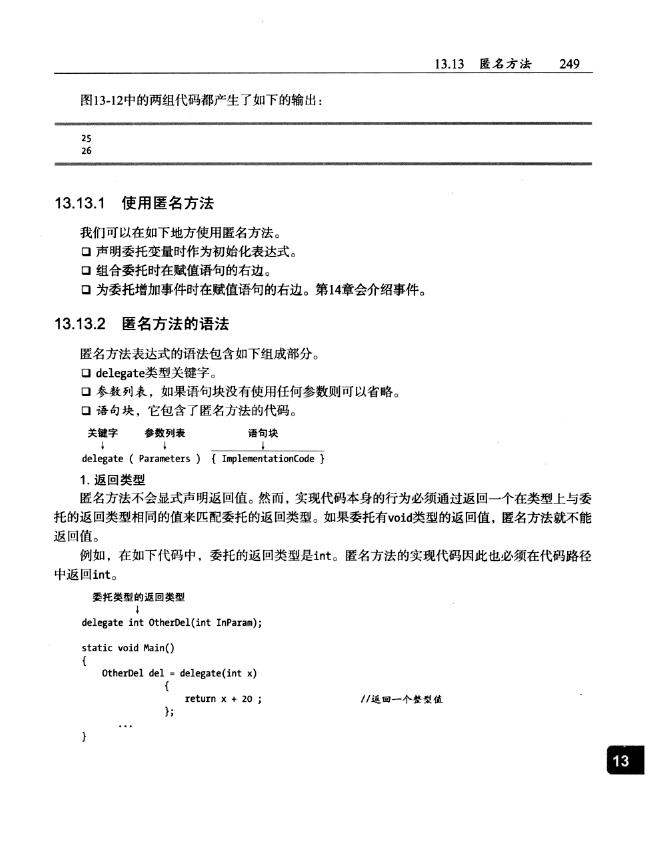 13.13 匿名方法 249
图13-12中的两组代码都产生了如下的输出：
25
26
13.13.1 使用匿名方法
我们可以在如下地方使用匿名方法。
❑ 声明委托变量时作为初始化表达式。
❑ 组合委托时在赋值语句的右边。
❑ 为委托增加事件时在赋值语句的右边。第14章会介绍事件。
13.13.2 匿名方法的语法
匿名方法表达式的语法包含如下组成部分。
❑ delegate类型关键字。
❑ 参数列表，如果语句块没有使用任何参数则可以省略。
❑ 语句块，它包含了匿名方法的代码。
关键字 参数列表 语句块
↓ ↓ ↓
delegate ( Parameters ) { ImplementationCode }
1. 返回类型
匿名方法不会显式声明返回值。然而，实现代码本身的行为必须通过返回一个在类型上与委
托的返回类型相同的值来匹配委托的返回类型。如果委托有void类型的返回值，匿名方法就不能
返回值。
例如，在如下代码中，委托的返回类型是int。匿名方法的实现代码因此也必须在代码路径
中返回int。
委托类型的返回类型
↓
delegate int OtherDel(int InParam);
static void Main()
{
OtherDel del = delegate(int x)
{
return x + 20 ; //返回一个整型值
};
...
}
13